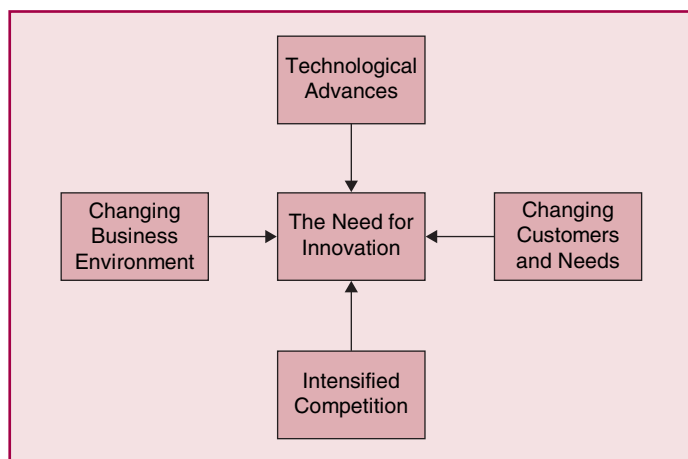 Technological
Advances
Changing
Business
Environment
The Need for
Innovation
Changing
Customers
and Needs
Intensified
Competition